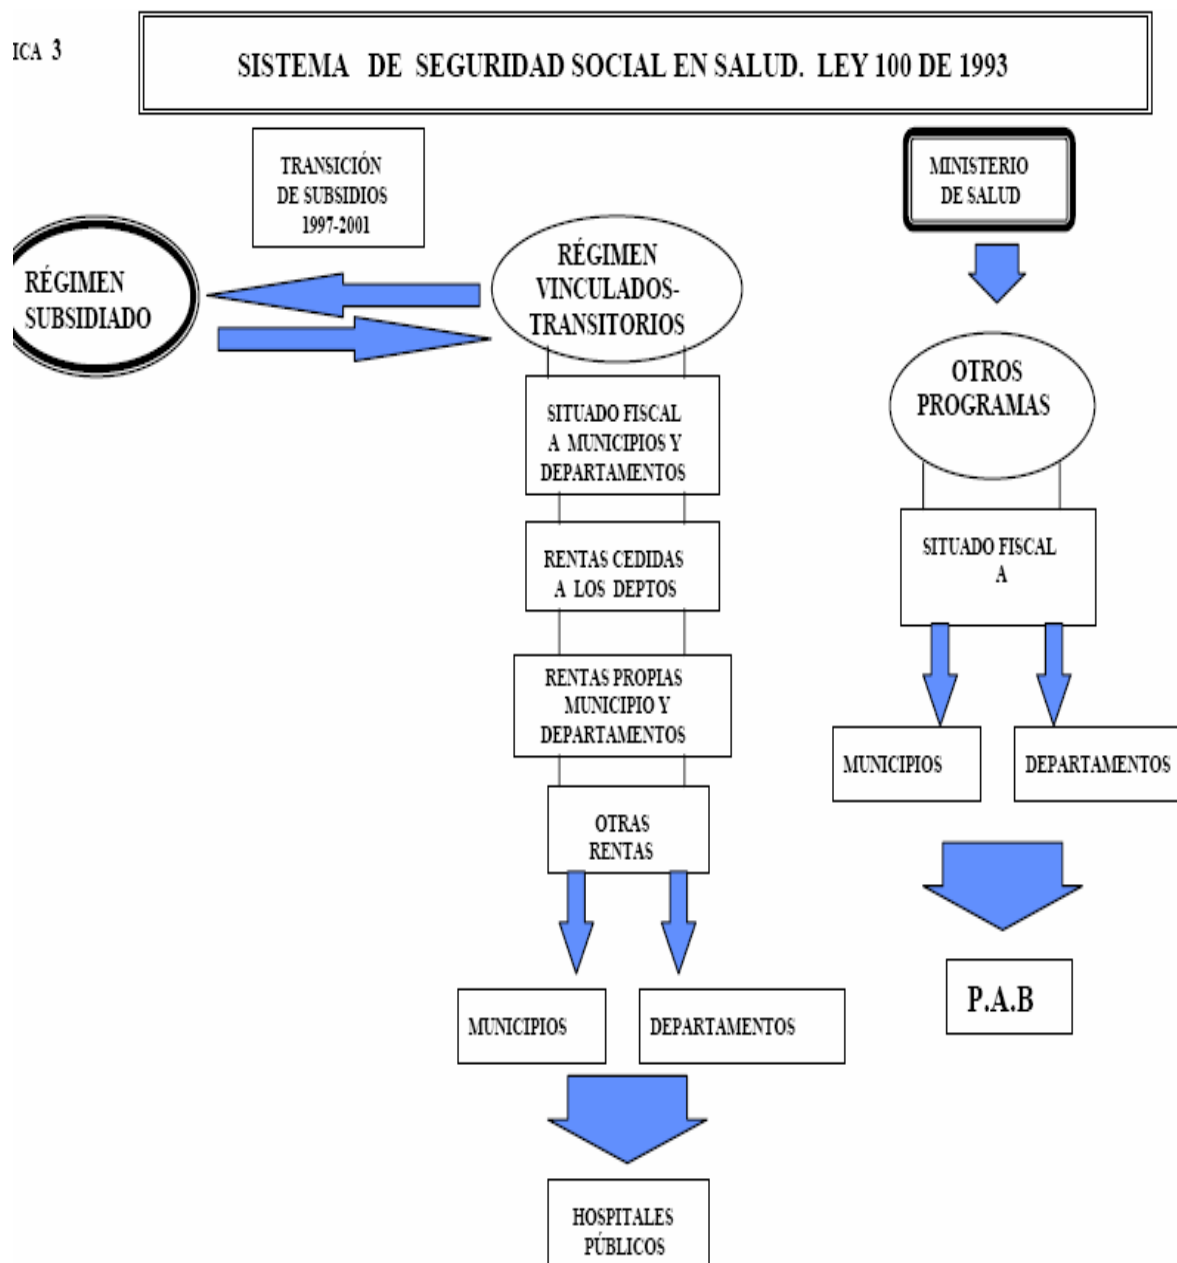 ICA 3
SISTEMA DE SEGURIDAD SOCIAL EN SALUD. LEY 100 DE 1993
TRANSICIÓN
DE SUBSIDIOS
1997-2001
MINISTERIO
DE SALUD
RÉGIMEN
SUBSIDIADO
RÉGIMEN
VINCULADOS-
TRANSITORIOS
OTROS
PROGRAMAS
SITUADO FISCAL
A MUNICIPIOS Y
DEPARTAMENTOS
RENTAS CEDIDAS
A LOS DEPTOS
RENTAS PROPIAS
MUNICIPIO Y
DEPARTAMENTOS
OTRAS
RENTAS
MUNICIPIOS
DEPARTAMENTOS
HOSPITALES
PÚBLICOS
SITUADO FISCAL
A
MUNICIPIOS
DEPARTAMENTOS
P.A.B